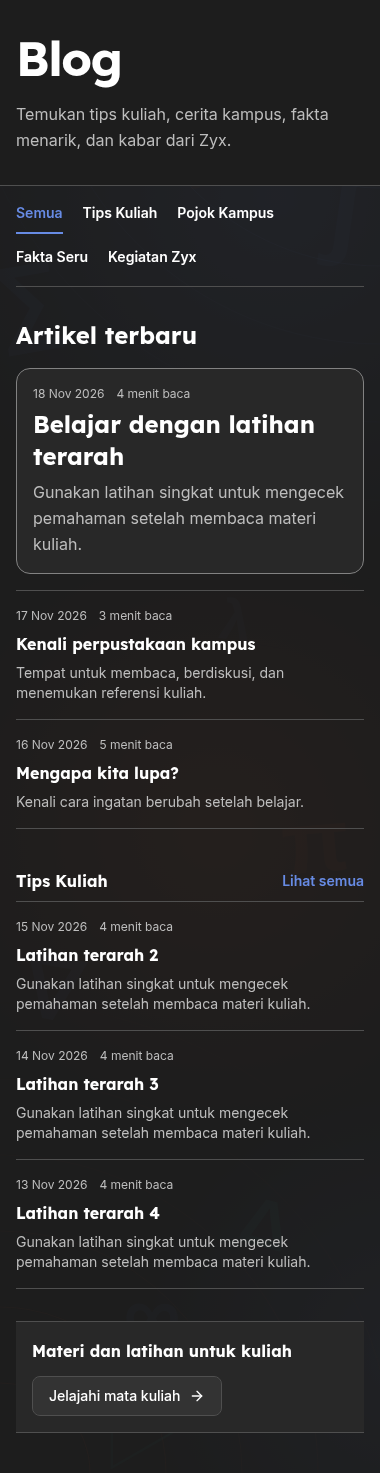 Blog
Temukan tips kuliah, cerita kampus, fakta
menarik, dan kabar dari Zyx.
Semua Tips Kuliah Pojok Kampus
Fakta Seru Kegiatan Zyx
Artikel terbaru
18 Nov 2026 4 menit baca
Belajar dengan latihan
terarah
Gunakan latihan singkat untuk mengecek
pemahaman setelah membaca materi
kuliah.
17 Nov 2026 3 menit baca
Kenali perpustakaan kampus
Tempat untuk membaca, berdiskusi, dan
menemukan referensi kuliah.
16 Nov 2026 5 menit baca
Mengapa kita lupa?
Kenali cara ingatan berubah setelah belajar.
Tips Kuliah Lihat semua
15 Nov 2026 4 menit baca
Latihan terarah 2
Gunakan latihan singkat untuk mengecek
pemahaman setelah membaca materi kuliah.
14 Nov 2026 4 menit baca
Latihan terarah 3
Gunakan latihan singkat untuk mengecek
pemahaman setelah membaca materi kuliah.
13 Nov 2026 4 menit baca
Latihan terarah 4
Gunakan latihan singkat untuk mengecek
pemahaman setelah membaca materi kuliah.
Materi dan latihan untuk kuliah
Jelajahi mata kuliah →